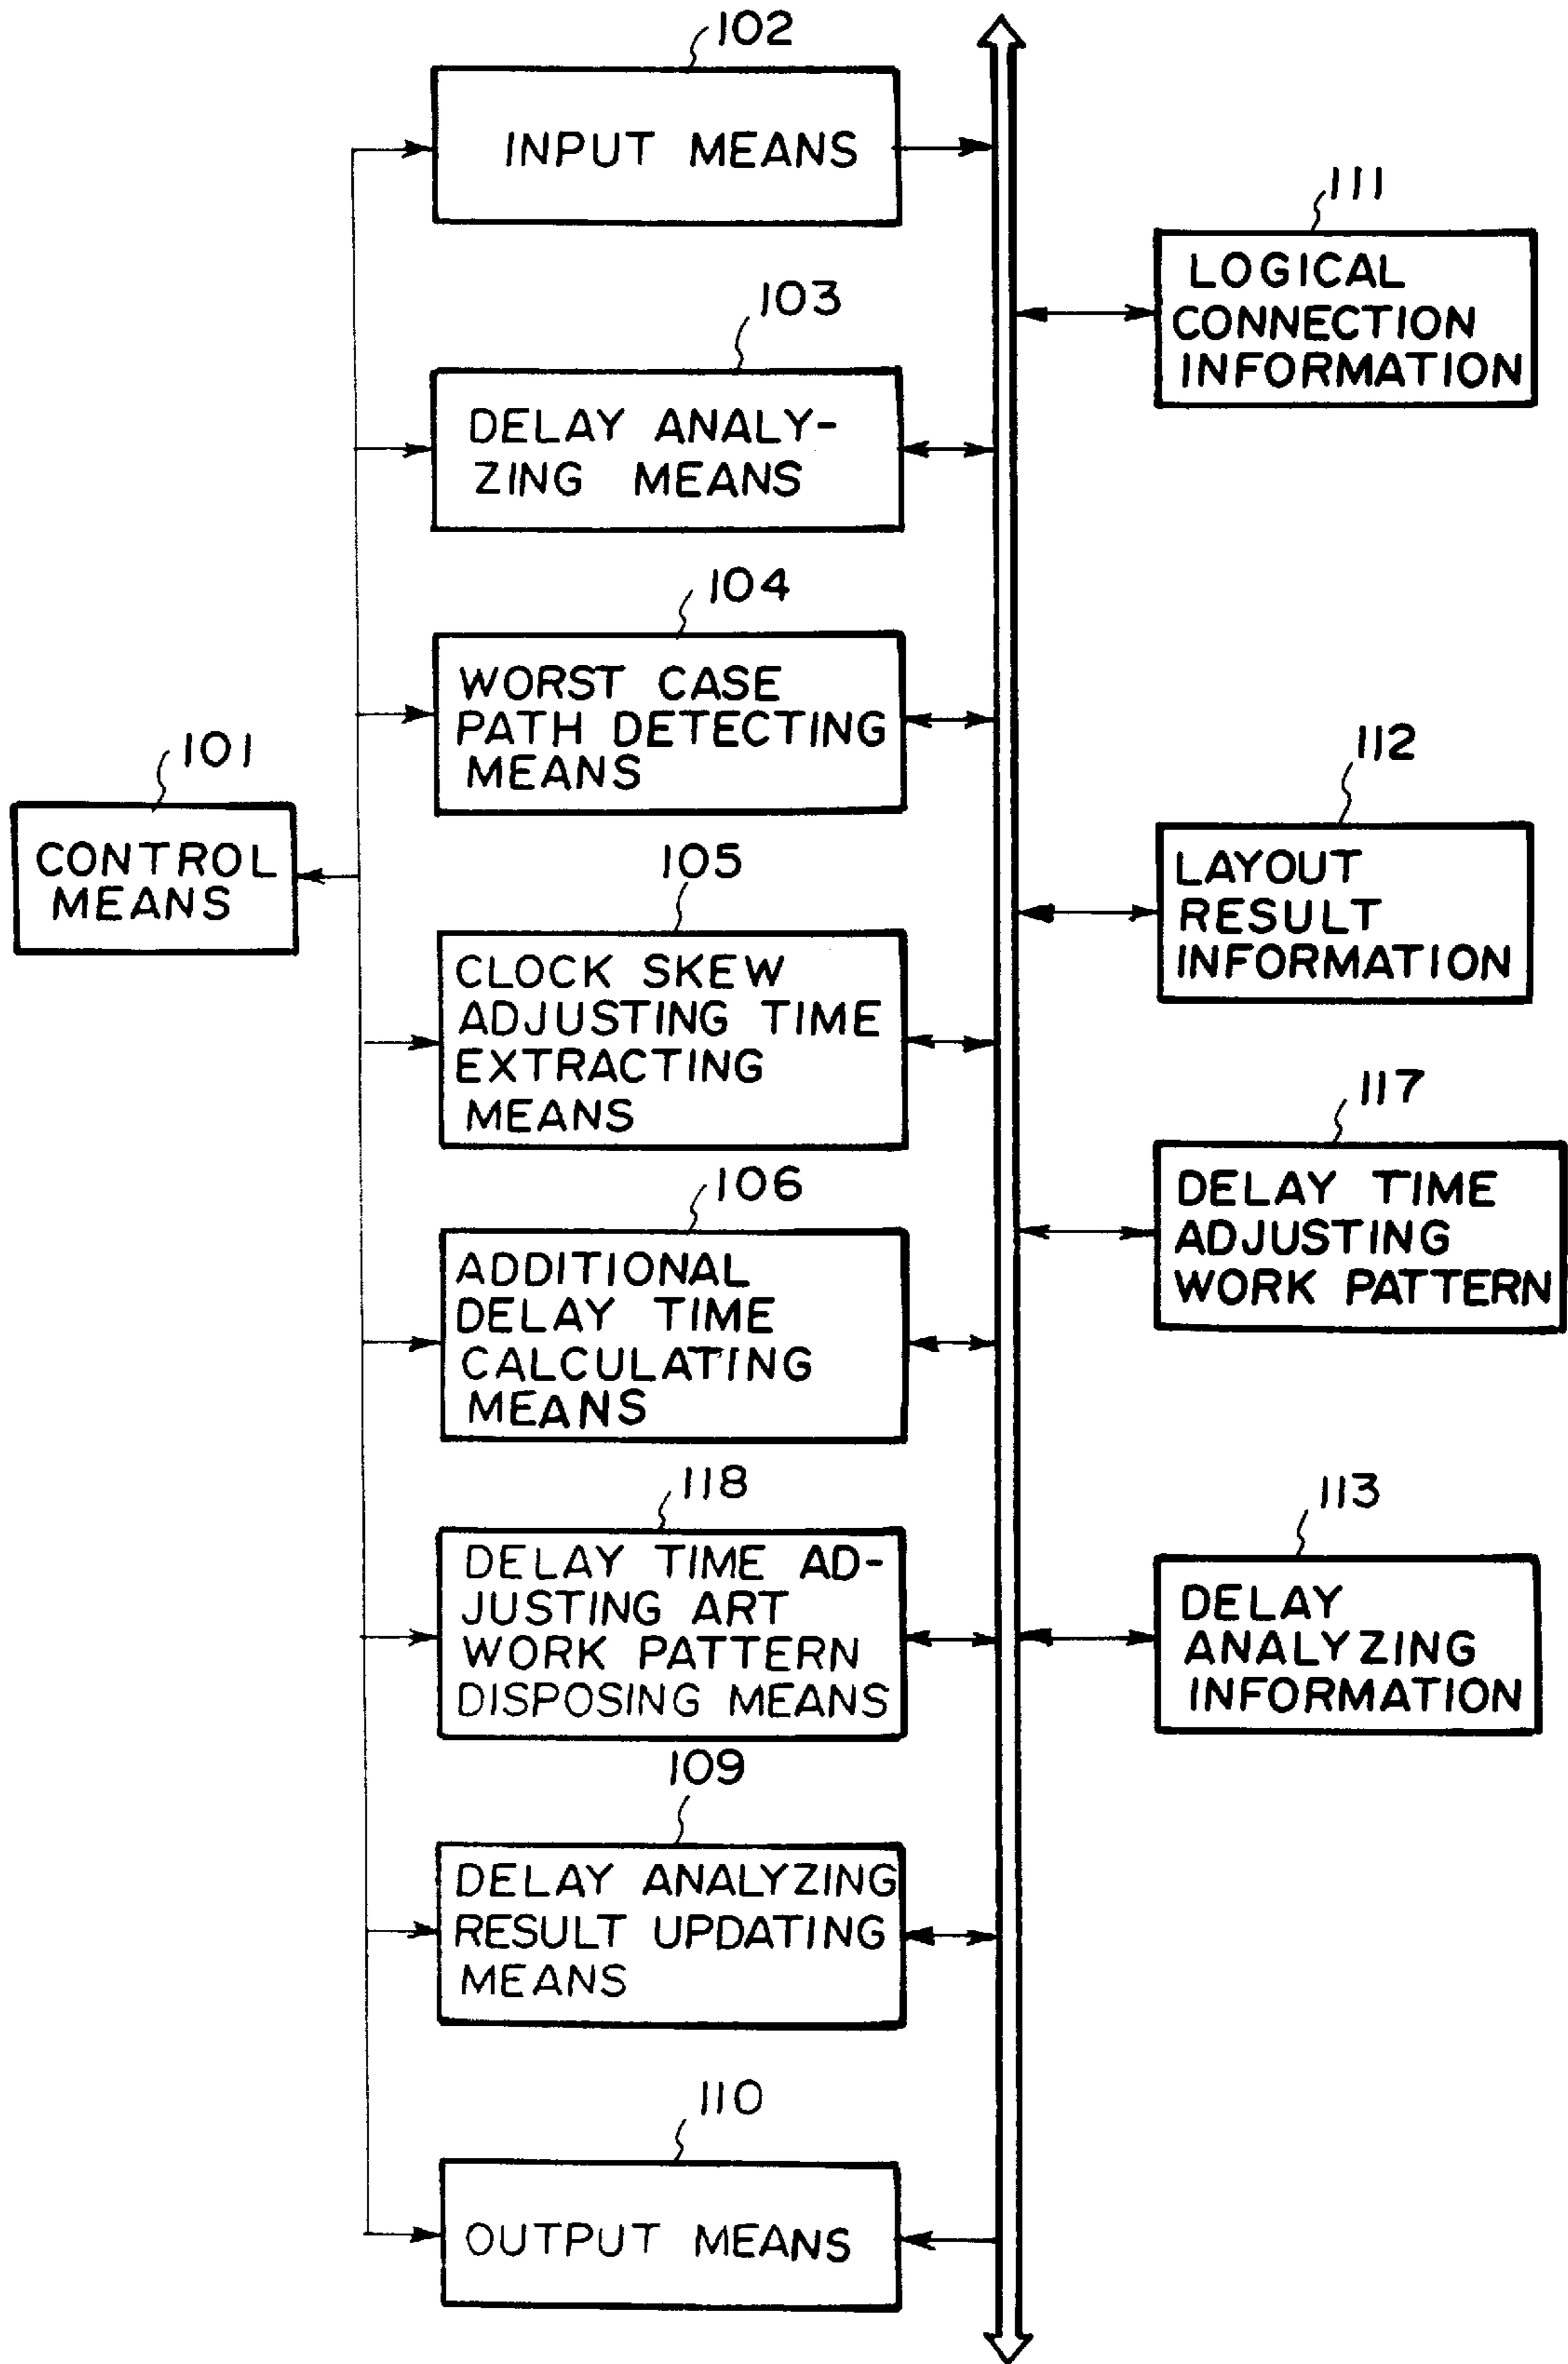 102
INPUT MEANS
103
DELAY ANALY-
ZING MEANS
104
WORST CASE
PATH DETECTING
MEANS
101
CONTROL
MEANS
105
CLOCK SKEW
ADJUSTING TIME
EXTRACTING
MEANS
106
ADDITIONAL
DELAY TIME
CALCULATING
MEANS
118
DELAY TIME AD-
JUSTING ART
WORK PATTERN
DISPOSING MEANS
109
DELAY ANALYZING
RESULT UPDATING
MEANS
110
OUTPUT MEANS
111
LOGICAL
CONNECTION
INFORMATION
112
LAYOUT
RESULT
INFORMATION
117
DELAY TIME
ADJUSTING
WORK PATTERN
113
DELAY
ANALYZING
INFORMATION